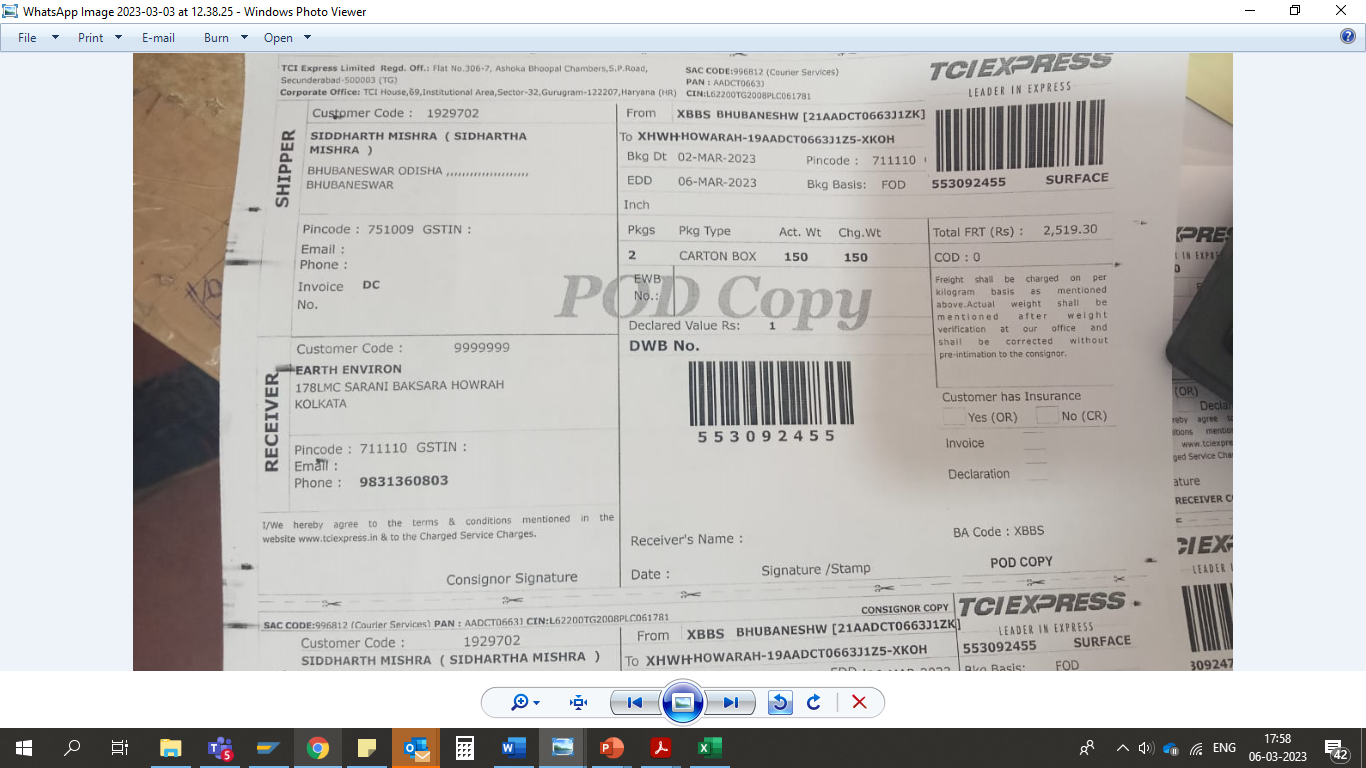 WhatsApp Image 2023-03-03 at 12.38.25 - Windows Photo Viewer
File Print E-mail Burn Open
TCI Express Limited Regd. Off.: Flat No.306-7, Ashoka Bhoopal Chambers,S.P.Road,
Secunderabad-500003 (TG)
Corporate Office: TCI House,69,Institutional Area,Sector-32,Gurugram-122207,Haryana (HR)
SAC CODE:996812 (Courier Services)
PAN : AADCT0663J
CIN:L62200TG2008PLC061781
TCI EXPRESS
LEADER IN EXPRESS
553092455 SURFACE
SHIPPER
Customer Code : 1929702
SIDDHARTH MISHRA ( SIDHARTHA
MISHRA )
BHUBANESWAR ODISHA ,,,,,,,,,,,,,,,,,,,,,,
BHUBANESWAR
Pincode : 751009 GSTIN :
Email :
Phone :
Invoice DC
No.
From XBBS BHUBANESHW [21AADCT0663J1ZK]
To XHWH-HOWARAH-19AADCT0663J1Z5-XKOH
Bkg Dt 02-MAR-2023 Pincode : 711110
EDD 06-MAR-2023 Bkg Basis: FOD
Inch
Pkgs Pkg Type Act. Wt Chg.Wt
2 CARTON BOX 150 150
EWB
No.:
POD Copy
Declared Value Rs: 1
DWB No.
553092455
Total FRT (Rs) : 2,519.30
COD : 0
Freight shall be charged on per
kilogram basis as mentioned
above.Actual weight shall be
mentioned after weight
verification at our office and
shall be corrected without
pre-intimation to the consignor.
Customer has Insurance
Yes (OR) No (CR)
Invoice
Declaration
RECEIVER
Customer Code : 9999999
EARTH ENVIRON
178LMC SARANI BAKSARA HOWRAH
KOLKATA
Pincode : 711110 GSTIN :
Email :
Phone : 9831360803
I/We hereby agree to the terms & conditions mentioned in the
website www.tciexpress.in & to the Charged Service Charges.
Consignor Signature
Receiver's Name :
Date : Signature /Stamp
BA Code : XBBS
POD COPY
SAC CODE:996812 (Courier Services) PAN : AADCT0663J CIN:L62200TG2008PLC061781
CONSIGNOR COPY
TCI EXPRESS
LEADER IN EXPRESS
Customer Code : 1929702
SIDDHARTH MISHRA ( SIDHARTHA MISHRA )
From XBBS BHUBANESHW [21AADCT0663J1ZK]
To XHWH-HOWARAH-19AADCT0663J1Z5-XKOH
553092455 SURFACE
Bkg Basis: FOD
(OR)
RECEIVER
ENG
17:58
06-03-2023
42
5